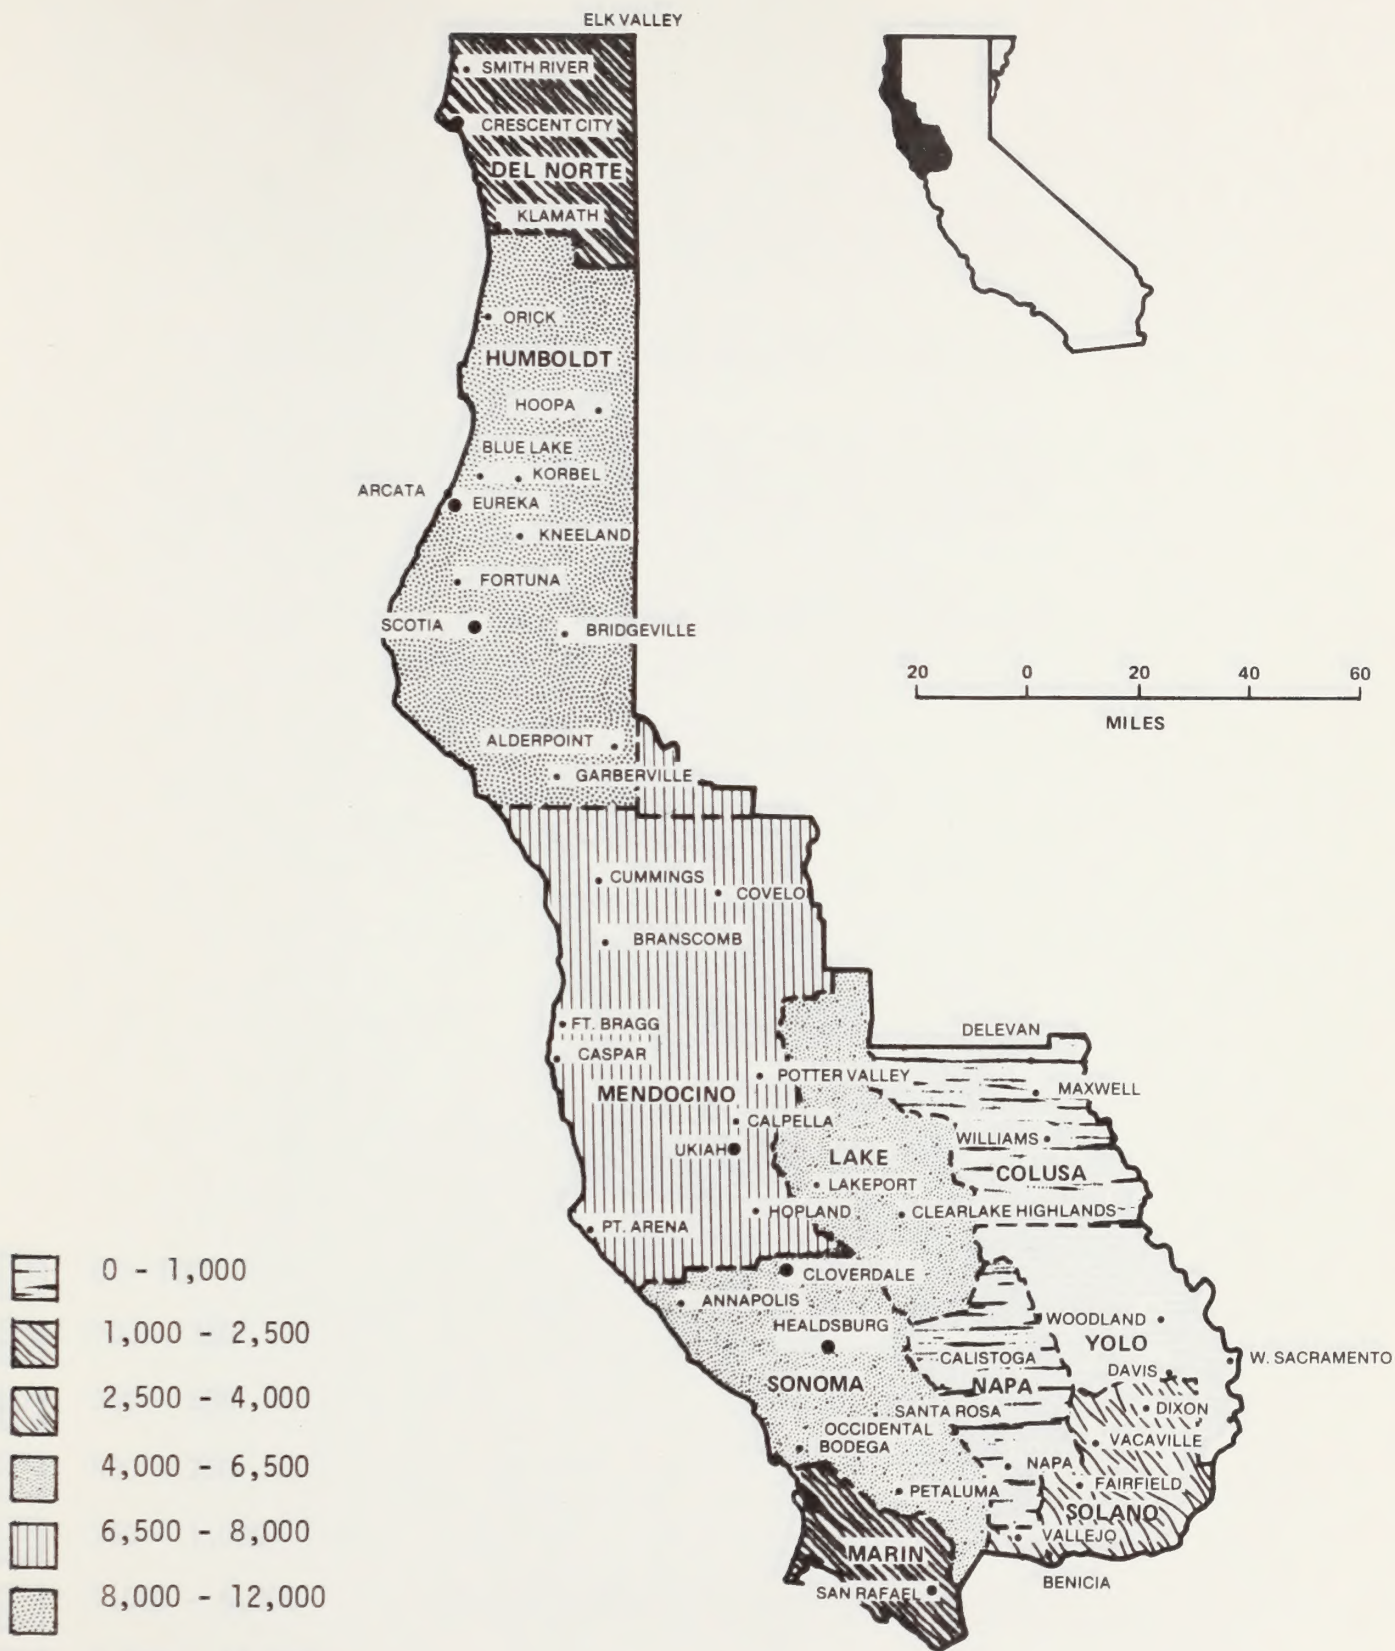 ELK VALLEY
SMITH RIVER
CRESCENT CITY
DEL NORTE
KLAMATH
ORICK
HUMBOLDT
HOOPA
BLUE LAKE
KORBEL
ARCATA
EUREKA
KNEELAND
FORTUNA
SCOTIA
BRIDGEVILLE
20 0 20 40 60
MILES
ALDERPOINT
GARBERVILLE
CUMMINGS
COVELO
BRANSCOMB
FT. BRAGG
DELEVAN
CASPAR
POTTER VALLEY
MENDOCINO
MAXWELL
CALPELLA
WILLIAMS
UKIAH
LAKE
COLUSA
LAKEPORT
HOPLAND
CLEARLAKE HIGHLANDS
PT. ARENA
CLOVERDALE
ANNAPOLIS
HEALDSBURG
WOODLAND
YOLO
CALISTOGA
W. SACRAMENTO
DAVIS
SONOMA
NAPA
SANTA ROSA
DIXON
OCCIDENTAL
BODEGA
VACAVILLE
NAPA
PETALUMA
FAIRFIELD
SOLANO
VALLEJO
MARIN
BENICIA
SAN RAFAEL
0 - 1,000
1,000 - 2,500
2,500 - 4,000
4,000 - 6,500
6,500 - 8,000
8,000 - 12,000